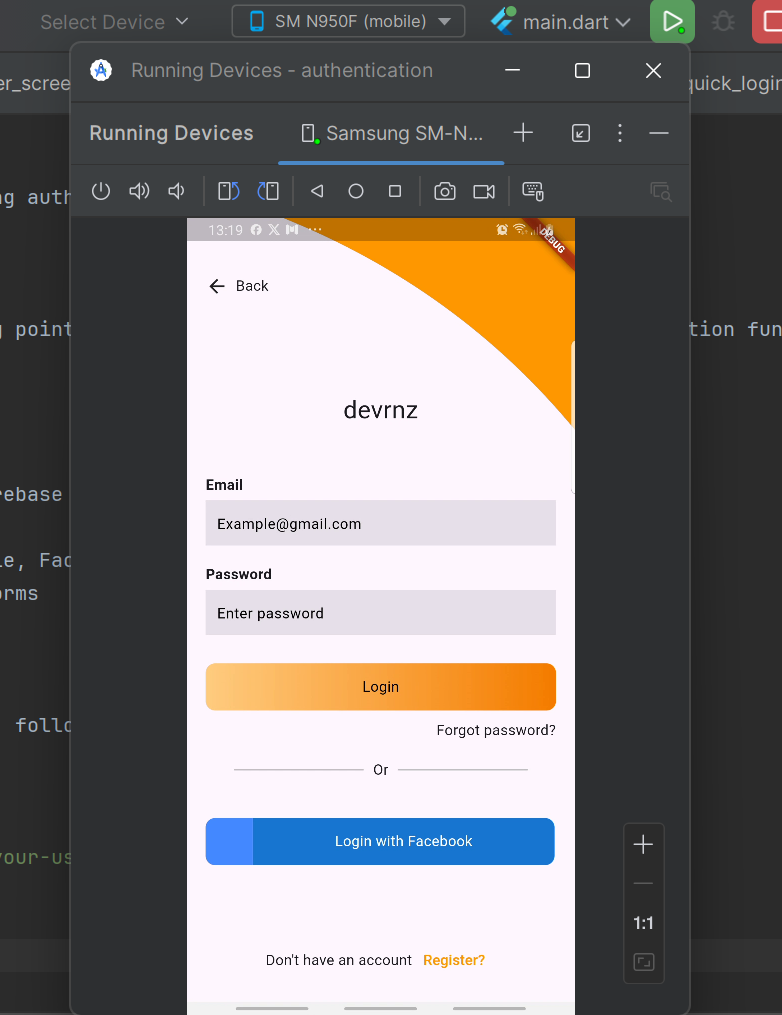 Select Device
SM N950F (mobile)
main.dart
Running Devices - authentication
er_scree
quick_login
Running Devices
Samsung SM-N...
ng auth
13:19
DEBUG
Back
g point
tion fun
devrnz
Email
rebase
Example@gmail.com
le, Fac
Password
orms
Enter password
Login
follo
Forgot password?
Or
Login with Facebook
your-us
1:1
Don't have an account Register?